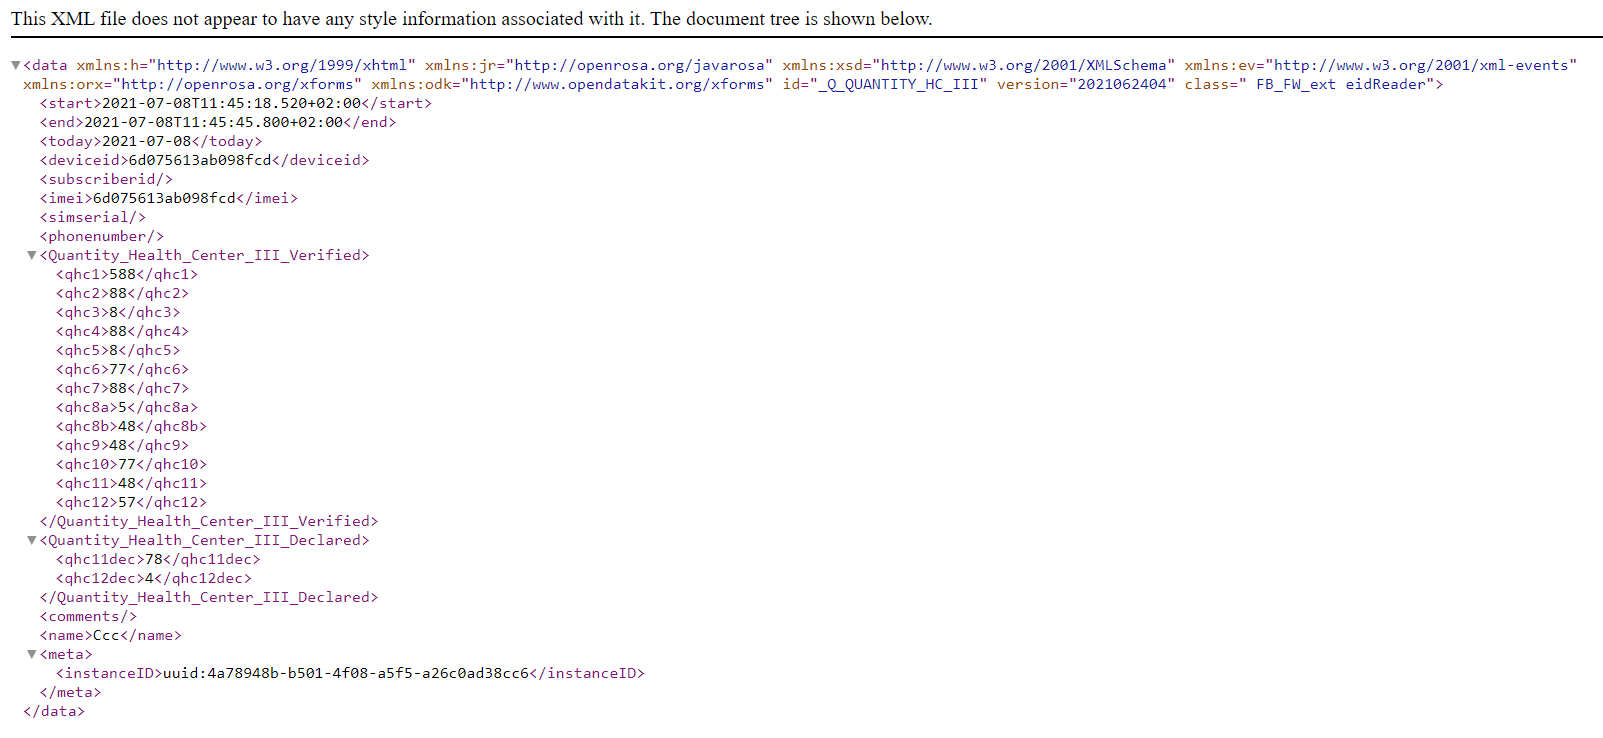 This XML file does not appear to have any style information associated with it. The document tree is shown below.
▼<data xmlns:h="http://www.w3.org/1999/xhtml" xmlns:jr="http://openrosa.org/javarosa" xmlns:xsd="http://www.w3.org/2001/XMLSchema" xmlns:ev="http://www.w3.org/2001/xml-events"
xmlns:orx="http://openrosa.org/xforms" xmlns:odk="http://www.opendatakit.org/xforms" id="_Q_QUANTITY_HC_III" version="2021062404" class=" FB_FW_ext eidReader">
<start>2021-07-08T11:45:18.520+02:00</start>
<end>2021-07-08T11:45:45.800+02:00</end>
<today>2021-07-08</today>
<deviceid>6d075613ab098fcd</deviceid>
<subscriberid/>
<imei>6d075613ab098fcd</imei>
<simserial/>
<phonenumber/>
▼<Quantity_Health_Center_III_Verified>
<qhc1>588</qhc1>
<qhc2>88</qhc2>
<qhc3>8</qhc3>
<qhc4>88</qhc4>
<qhc5>8</qhc5>
<qhc6>77</qhc6>
<qhc7>88</qhc7>
<qhc8a>5</qhc8a>
<qhc8b>48</qhc8b>
<qhc9>48</qhc9>
<qhc10>77</qhc10>
<qhc11>48</qhc11>
<qhc12>57</qhc12>
</Quantity_Health_Center_III_Verified>
▼<Quantity_Health_Center_III_Declared>
<qhc11dec>78</qhc11dec>
<qhc12dec>4</qhc12dec>
</Quantity_Health_Center_III_Declared>
<comments/>
<name>Ccc</name>
▼<meta>
<instanceID>uuid:4a78948b-b501-4f08-a5f5-a26c0ad38cc6</instanceID>
</meta>
</data>